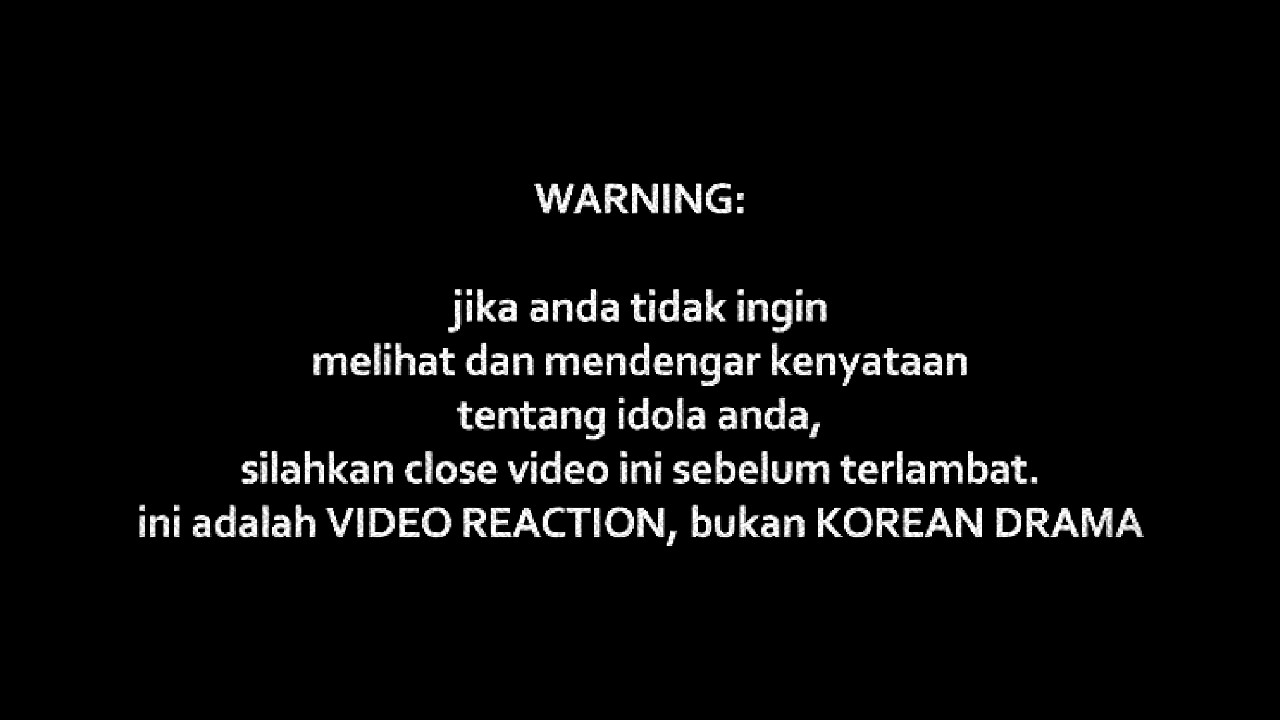 WARNING:
jika anda tidak ingin
melihat dan mendengar kenyataan
tentang idola anda,
silahkan close video ini sebelum terlambat.
ini adalah VIDEO REACTION, bukan KOREAN DRAMA